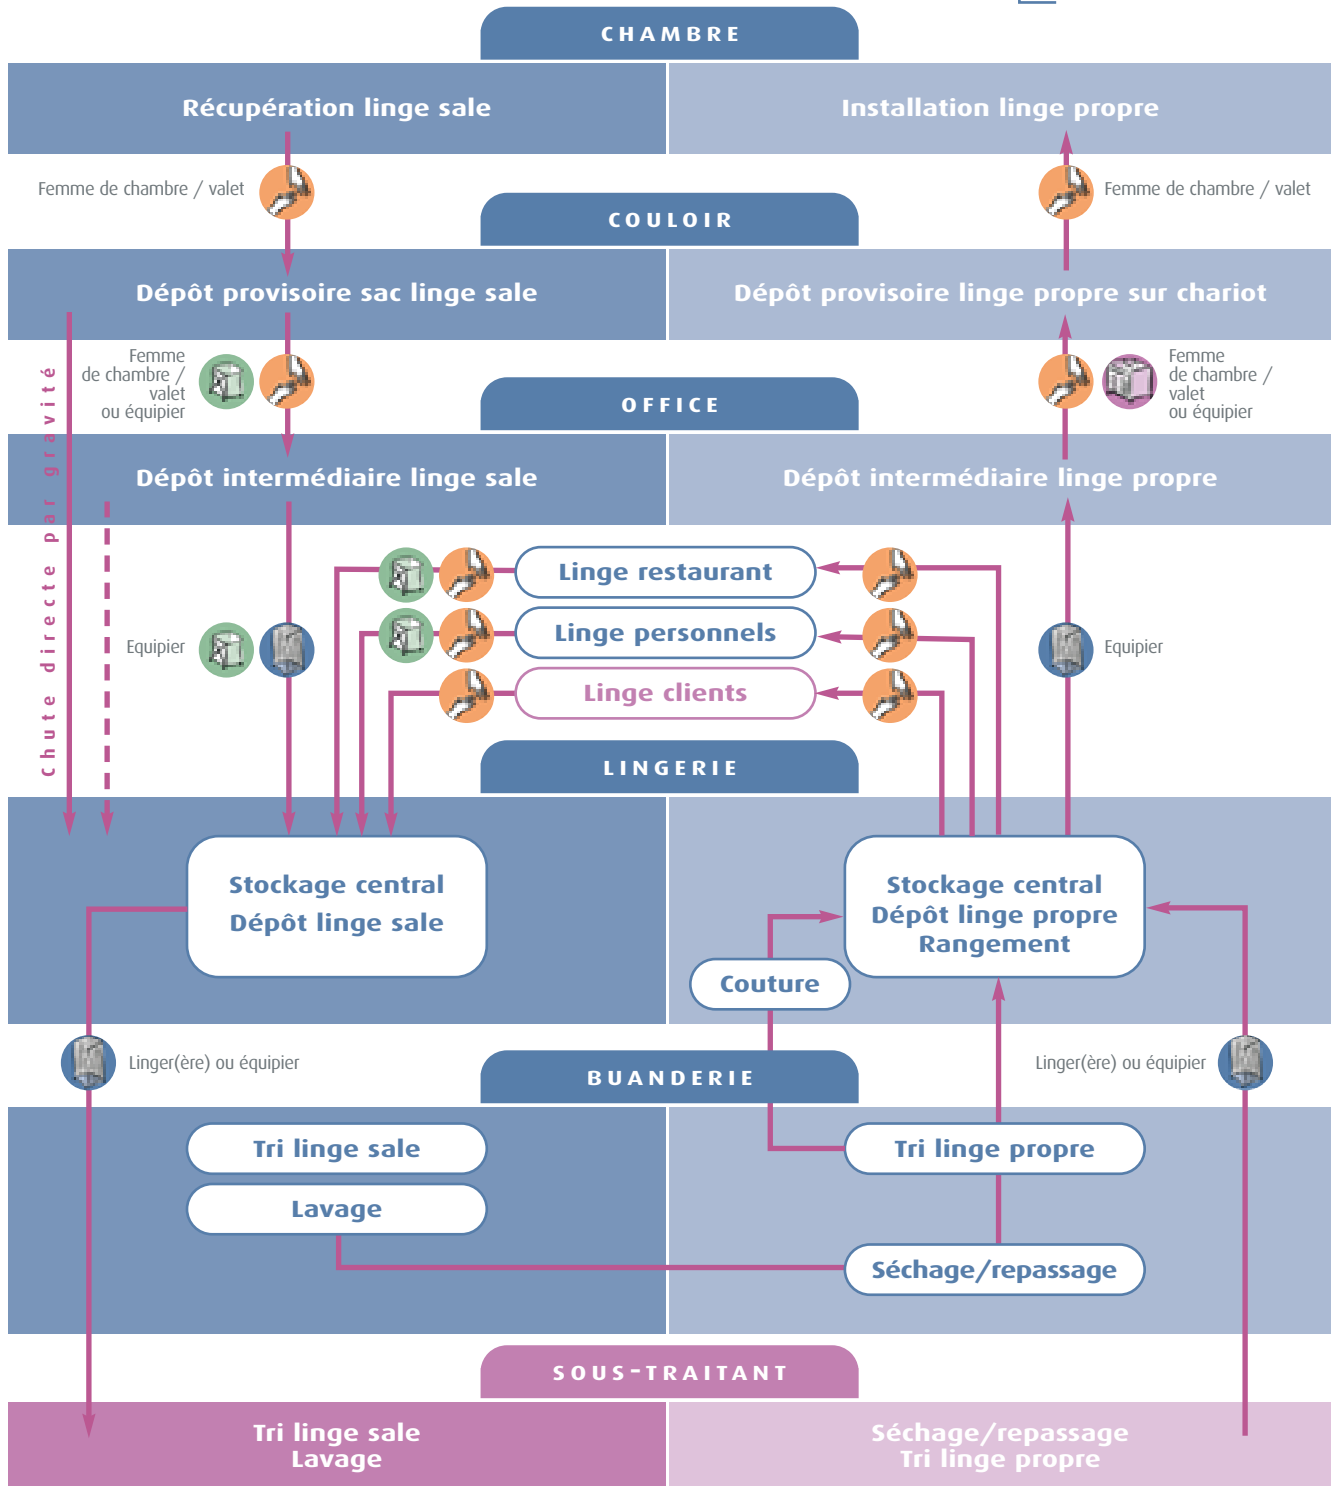 CHAMBRE
Récupération linge sale
Installation linge propre
Femme de chambre / valet
Femme de chambre / valet
COULOIR
Dépôt provisoire sac linge sale
Dépôt provisoire linge propre sur chariot
Femme
de chambre /
valet
ou équipier
Femme
de chambre /
valet
ou équipier
Chute directe par gravité
OFFICE
Dépôt intermédiaire linge sale
Dépôt intermédiaire linge propre
Linge restaurant
Linge personnels
Equipier
Equipier
Linge clients
LINGERIE
Stockage central
Dépôt linge sale
Stockage central
Dépôt linge propre
Rangement
Couture
Linger(ère) ou équipier
Linger(ère) ou équipier
BUANDERIE
Tri linge sale
Tri linge propre
Lavage
Séchage/repassage
SOUS-TRAITANT
Tri linge sale
Lavage
Séchage/repassage
Tri linge propre